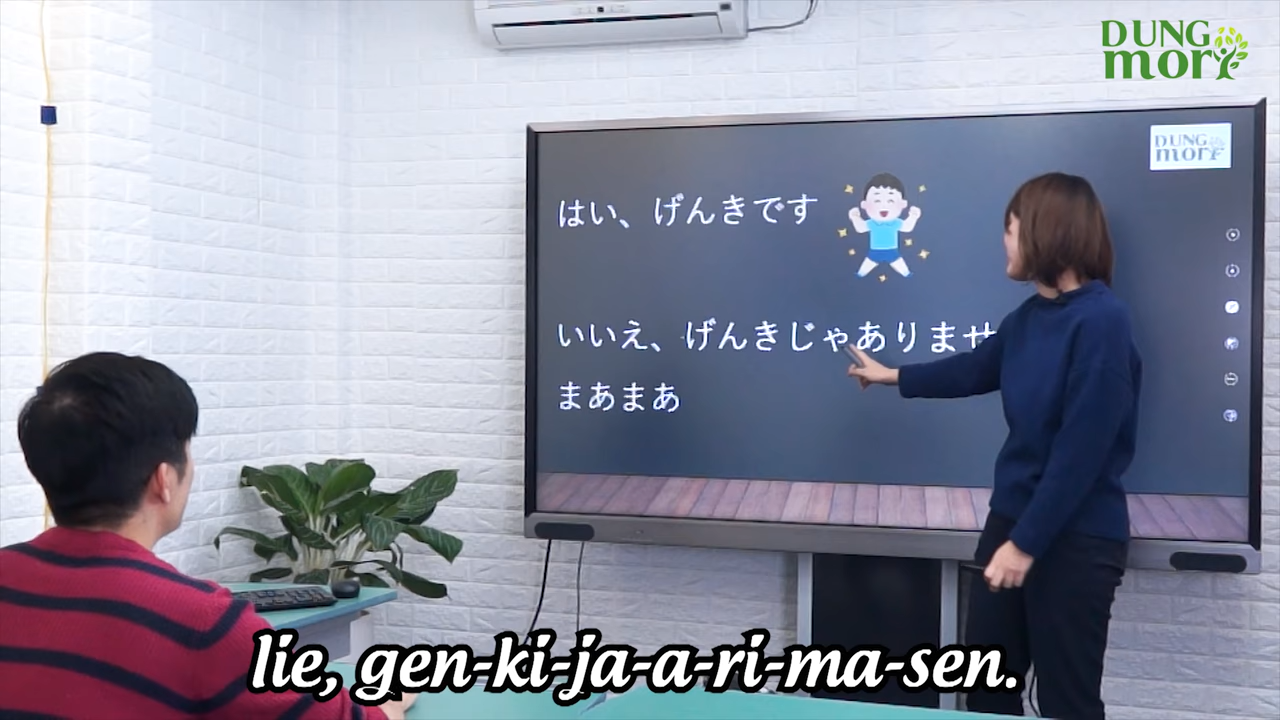 DUNG
mori
DUNG
mori
はい、げんきです
いいえ、げんきじゃありませ
まあまあ
Iie, gen-ki-ja-a-ri-ma-sen.